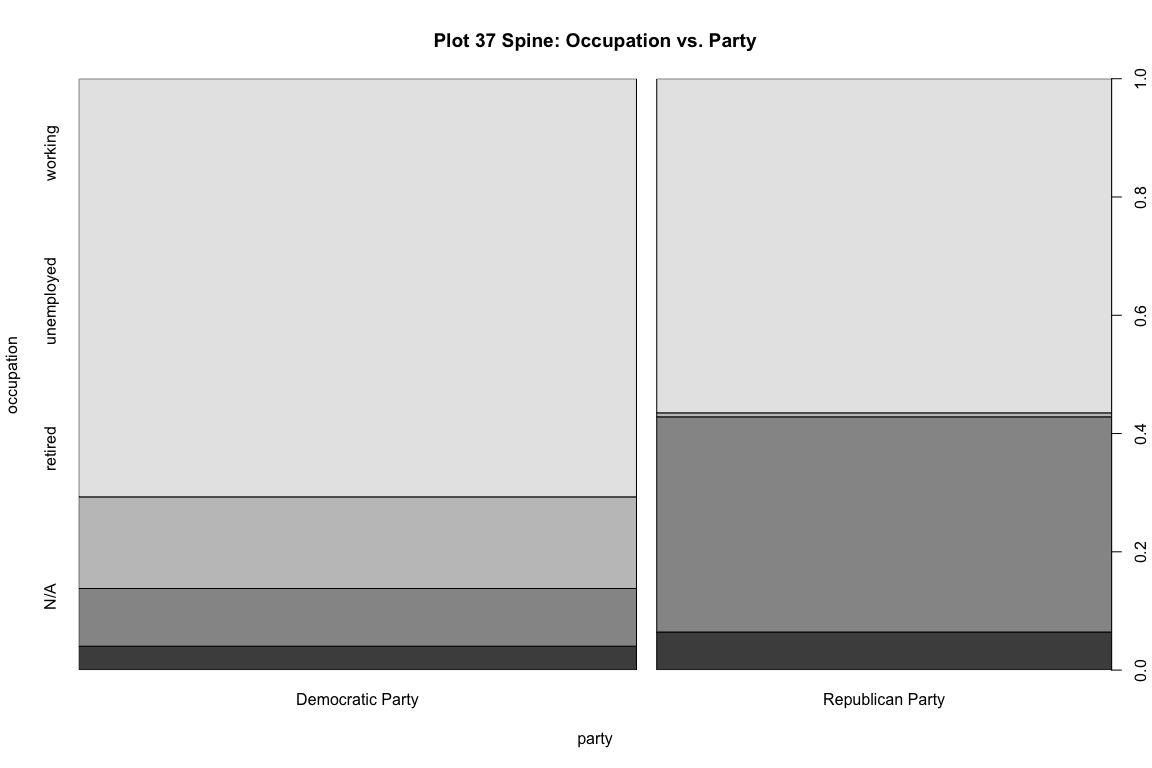 Plot 37 Spine: Occupation vs. Party
occupation
working
unemployed
retired
N/A
1.0
0.8
0.6
0.4
0.2
0.0
Democratic Party
Republican Party
party